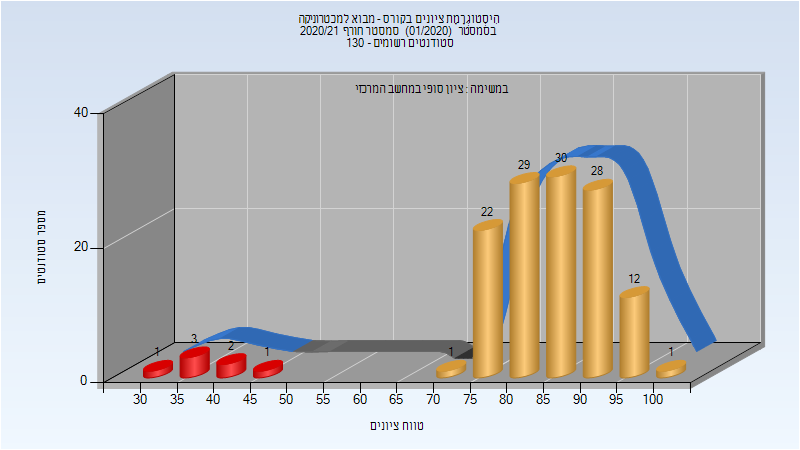 היסטוגרמת ציונים בקורס - מבוא למכטרוניקה
בסמסטר (01/2020) סמסטר חורף 2020/21
סטודנטים רשומים - 130
במשימה : ציון סופי במחשב המרכזי
מספר סטודנטים
40
20
0
1
3
2
1
1
22
29
30
28
12
1
30 35 40 45 50 55 60 65 70 75 80 85 90 95 100
טווח ציונים